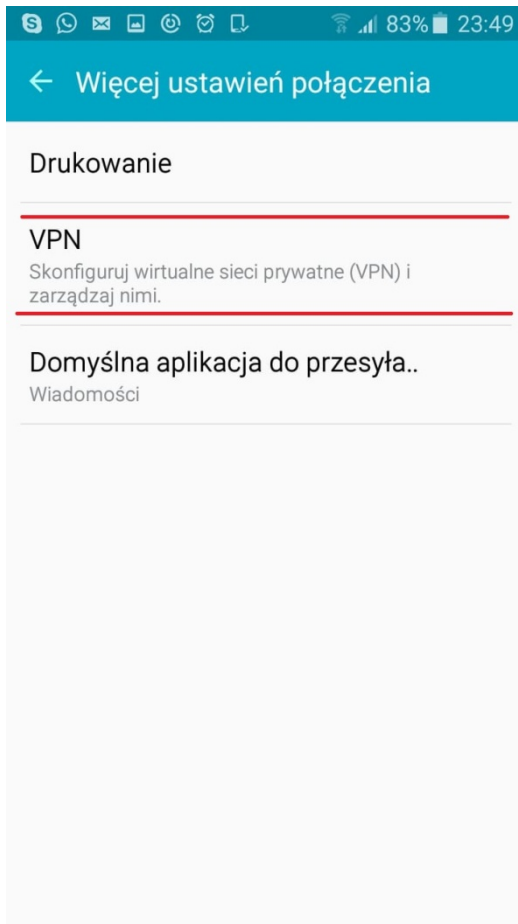 83% 23:49
Więcej ustawień połączenia
Drukowanie
VPN
Skonfiguruj wirtualne sieci prywatne (VPN) i
zarządzaj nimi.
Domyślna aplikacja do przesyła..
Wiadomości